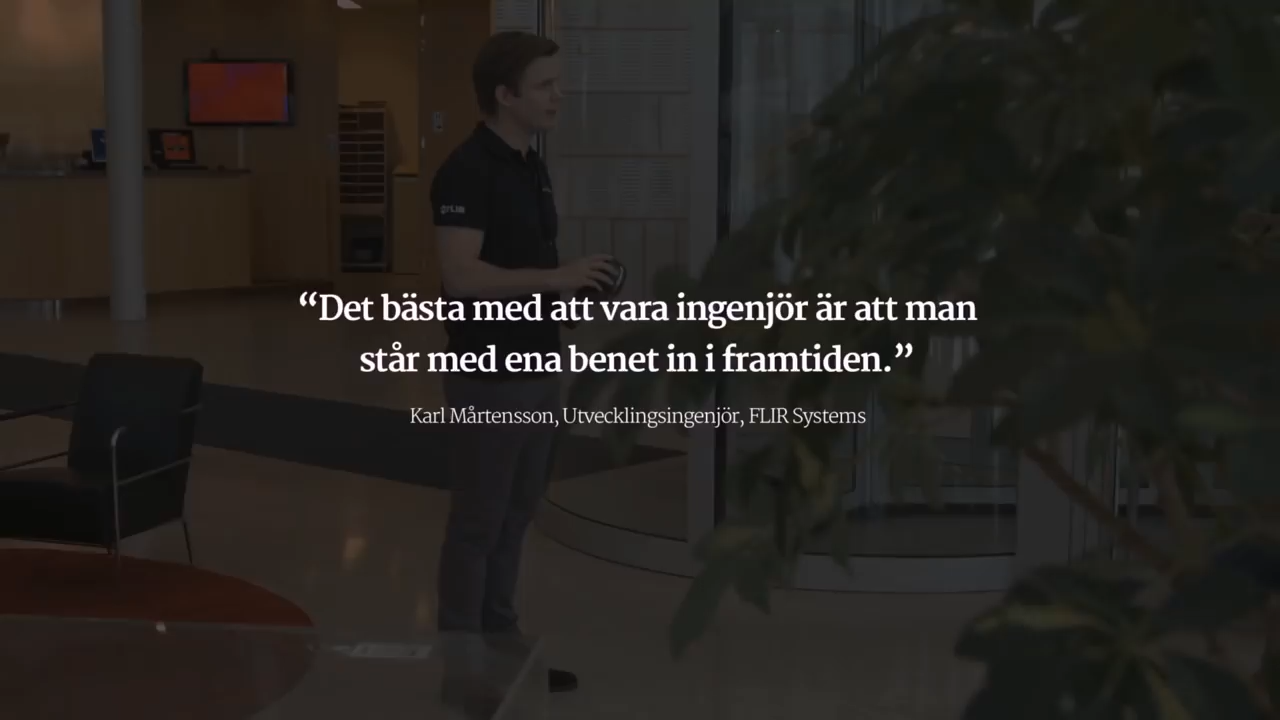 “Det bästa med att vara ingenjör är att man
står med ena benet in i framtiden.”
Karl Mårtensson, Utvecklingsingenjör, FLIR Systems